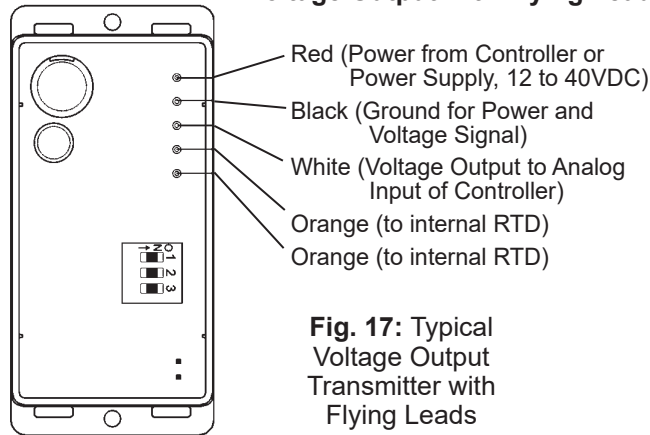 Red (Power from Controller or
Power Supply, 12 to 40VDC)
Black (Ground for Power and
Voltage Signal)
White (Voltage Output to Analog
Input of Controller)
Orange (to internal RTD)
Orange (to internal RTD)
ON
1
2
3
Fig. 17: Typical
Voltage Output
Transmitter with
Flying Leads